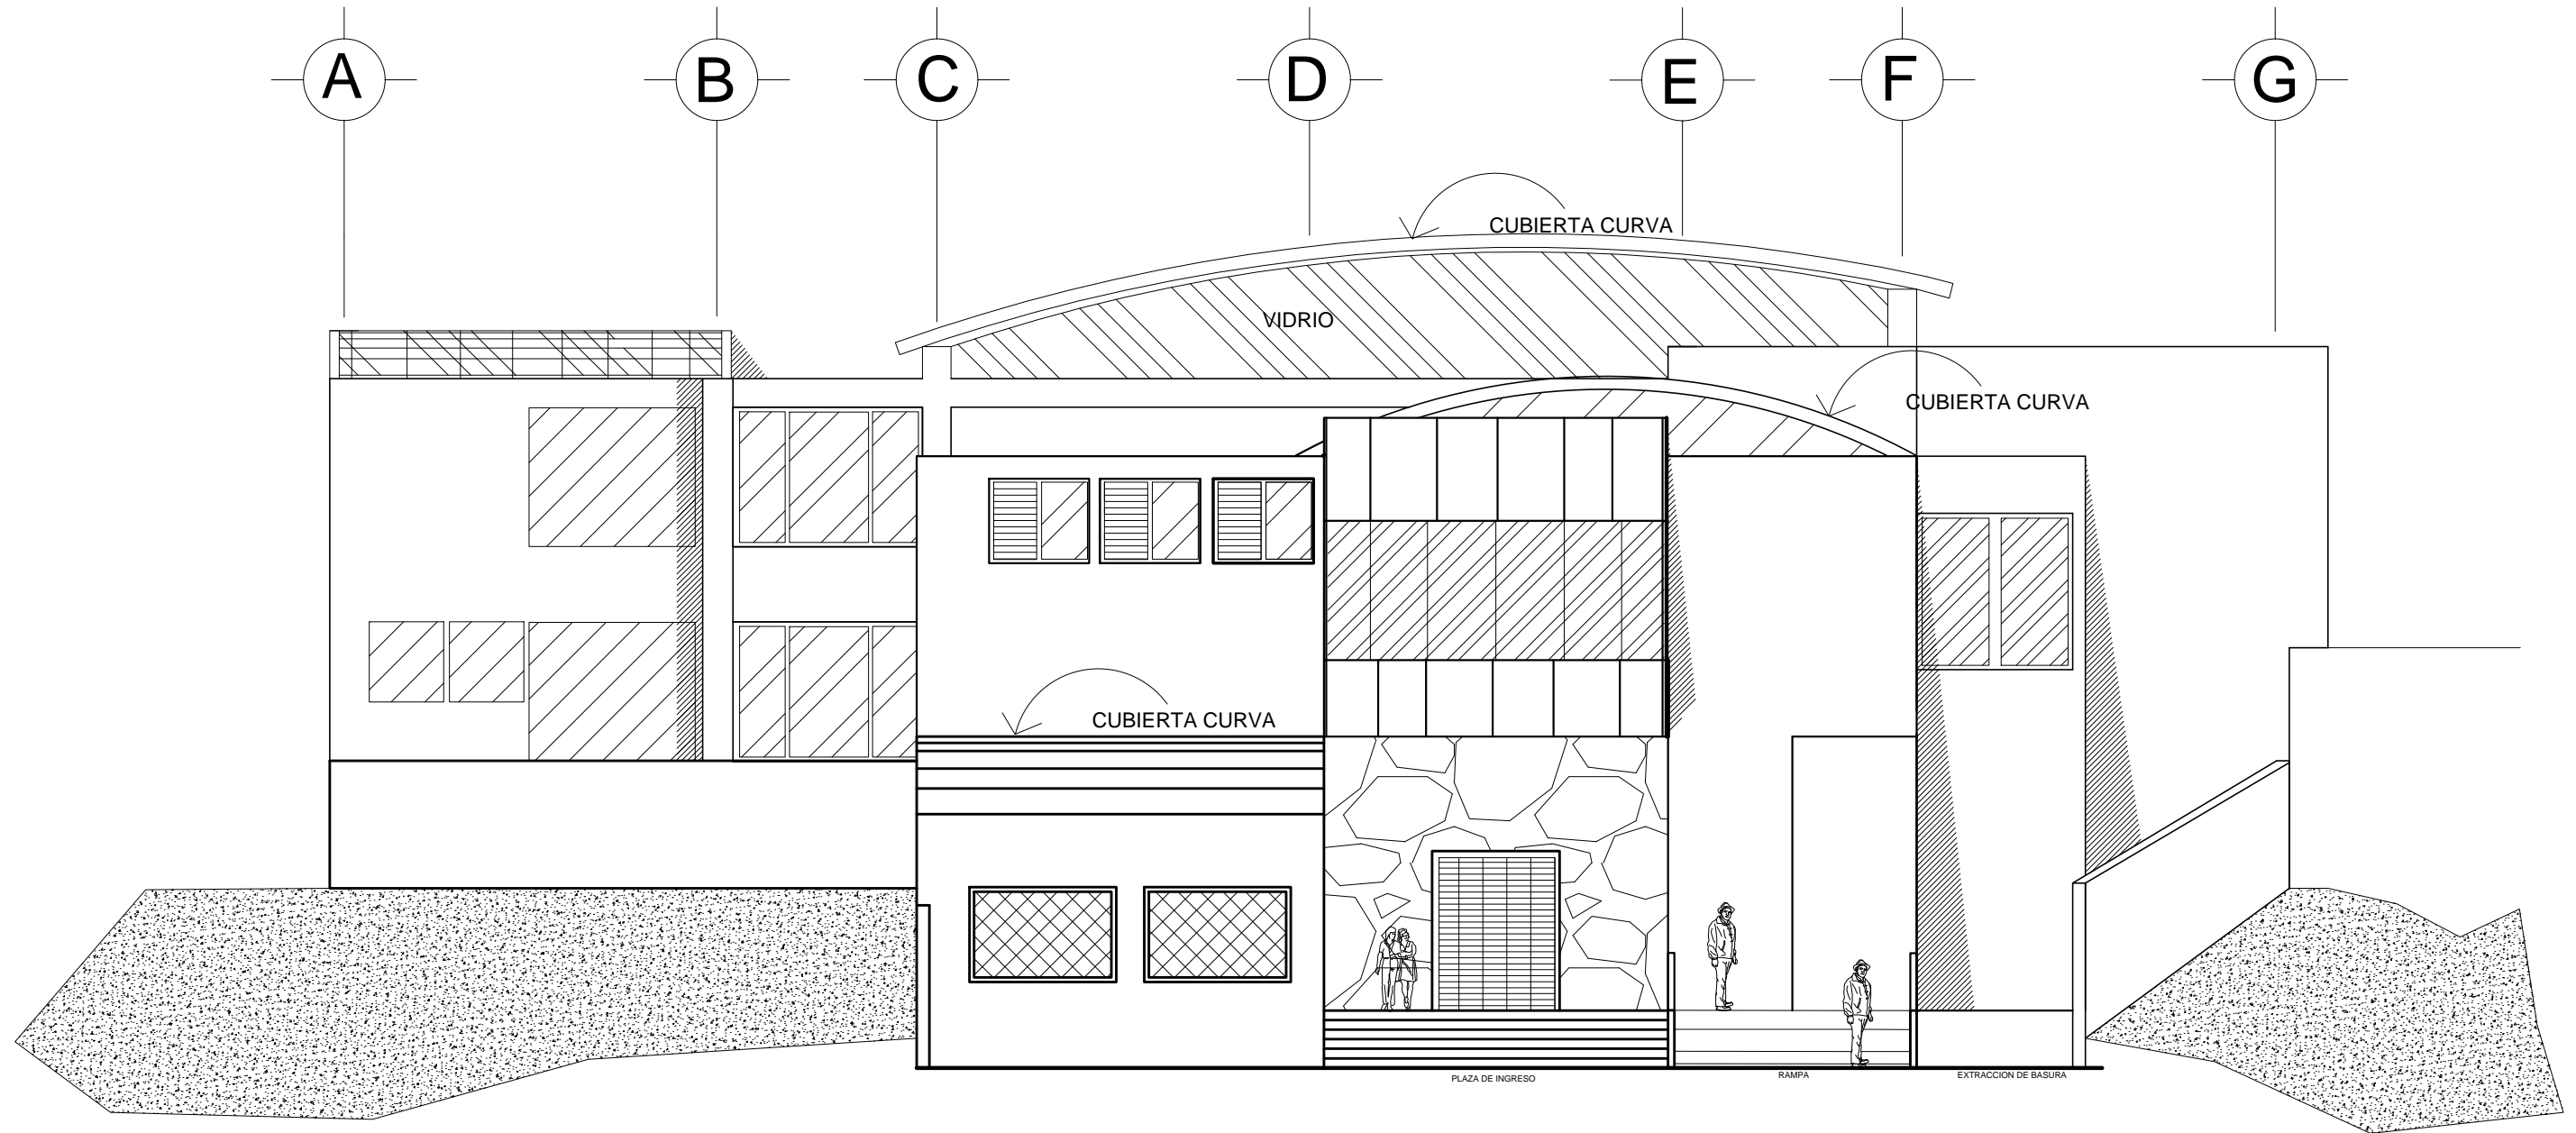 A
B
C
D
E
F
G
CUBIERTA CURVA
VIDRIO
CUBIERTA CURVA
CUBIERTA CURVA
PLAZA DE INGRESO
RAMPA
EXTRACCION DE BASURA